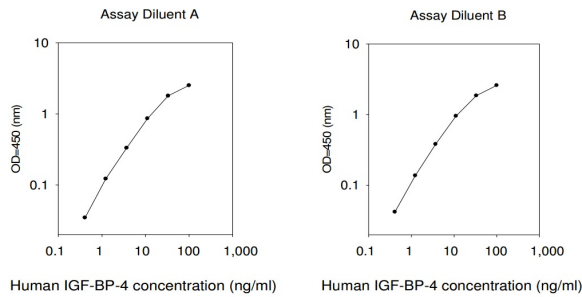 Assay Diluent A
10
1
0.1
OD=450 (nm)
0.1 1 10 100 1,000
Human IGF-BP-4 concentration (ng/ml)
Assay Diluent B
10
1
0.1
OD=450 (nm)
0.1 1 10 100 1,000
Human IGF-BP-4 concentration (ng/ml)